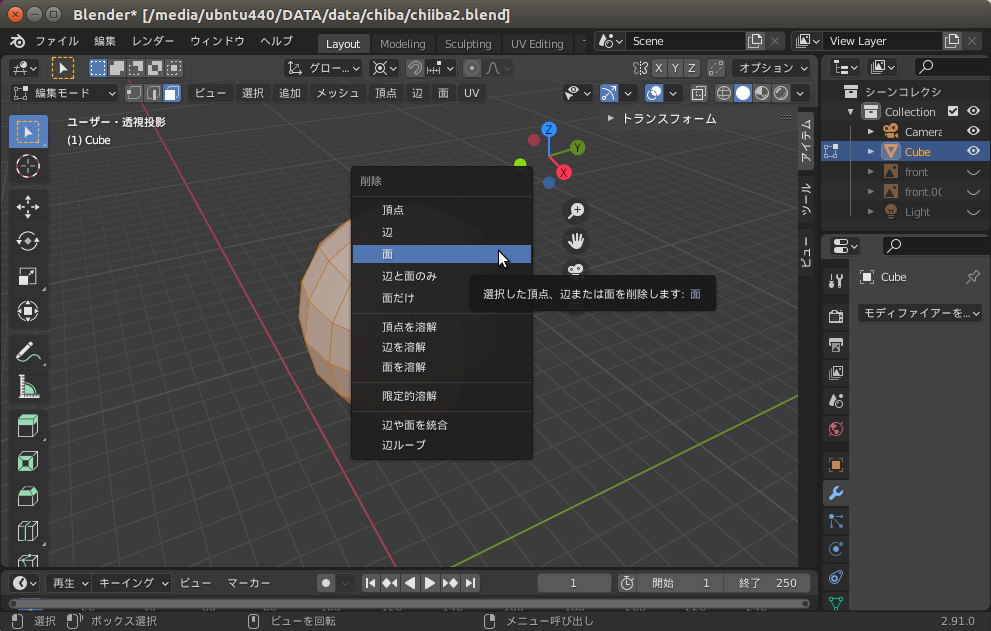 Blender* [/media/ubntu440/DATA/data/chiba/chiiba2.blend]
ファイル 編集 レンダー ウィンドウ ヘルプ Layout Modeling Sculpting UV Editing Scene View Layer
グロー... X Y Z オプション
編集モード ビュー 選択 追加 メッシュ 頂点 辺 面 UV
ユーザー・透視投影
(1) Cube
トランスフォーム
Z
Y
X
アイテム
ツール
ビュー
削除
頂点
辺
面
辺と面のみ
面だけ
頂点を溶解
辺を溶解
面を溶解
限定的溶解
辺や面を統合
辺ループ
選択した頂点、辺または面を削除します: 面
シーンコレクシ
Collection
Camera
Cube
front
front.00
Light
Cube
モディファイアーを...
再生 キーイング ビュー マーカー 1 開始 1 終了 250
選択 ボックス選択 ビューを回転 メニュー呼び出し 2.91.0